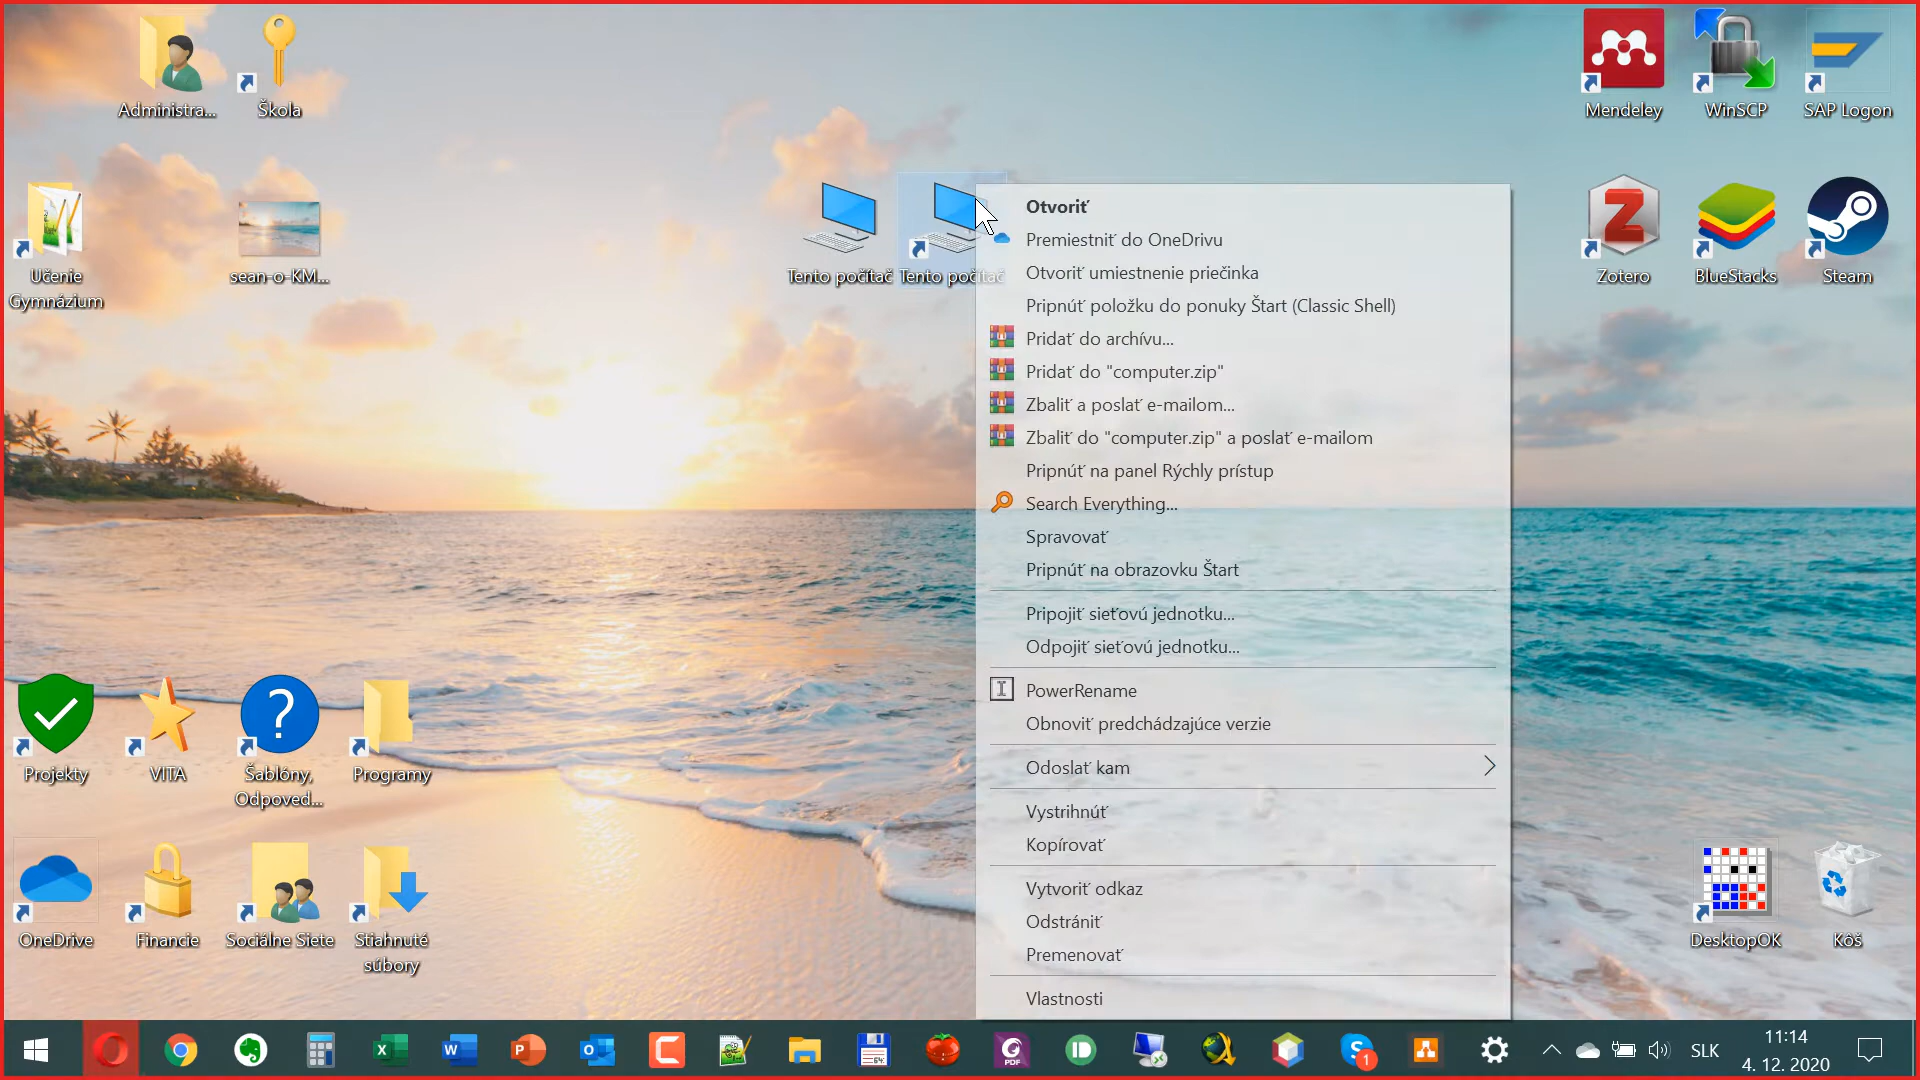 Administra...
Škola
Mendeley
WinSCP
SAP Logon
Učenie
Gymnázium
sean-o-KM...
Tento počítač
Tento počítač
Zotero
BlueStacks
Steam
Otvoriť
Premiestniť do OneDrivu
Otvoriť umiestnenie priečinka
Pripnúť položku do ponuky Štart (Classic Shell)
Pridať do archívu...
Pridať do "computer.zip"
Zbaliť a poslať e-mailom...
Zbaliť do "computer.zip" a poslať e-mailom
Pripnúť na panel Rýchly prístup
Search Everything...
Spravovať
Pripnúť na obrazovku Štart
Pripojiť sieťovú jednotku...
Odpojiť sieťovú jednotku...
PowerRename
Obnoviť predchádzajúce verzie
Odoslať kam
Vystrihnúť
Kopírovať
Vytvoriť odkaz
Odstrániť
Premenovať
Vlastnosti
Projekty
VITA
Šablóny,
Odpoved...
Programy
OneDrive
Financie
Sociálne Siete
Stiahnuté
súbory
DesktopOK
Kôš
64
PDF
1
SLK
11:14
4. 12. 2020